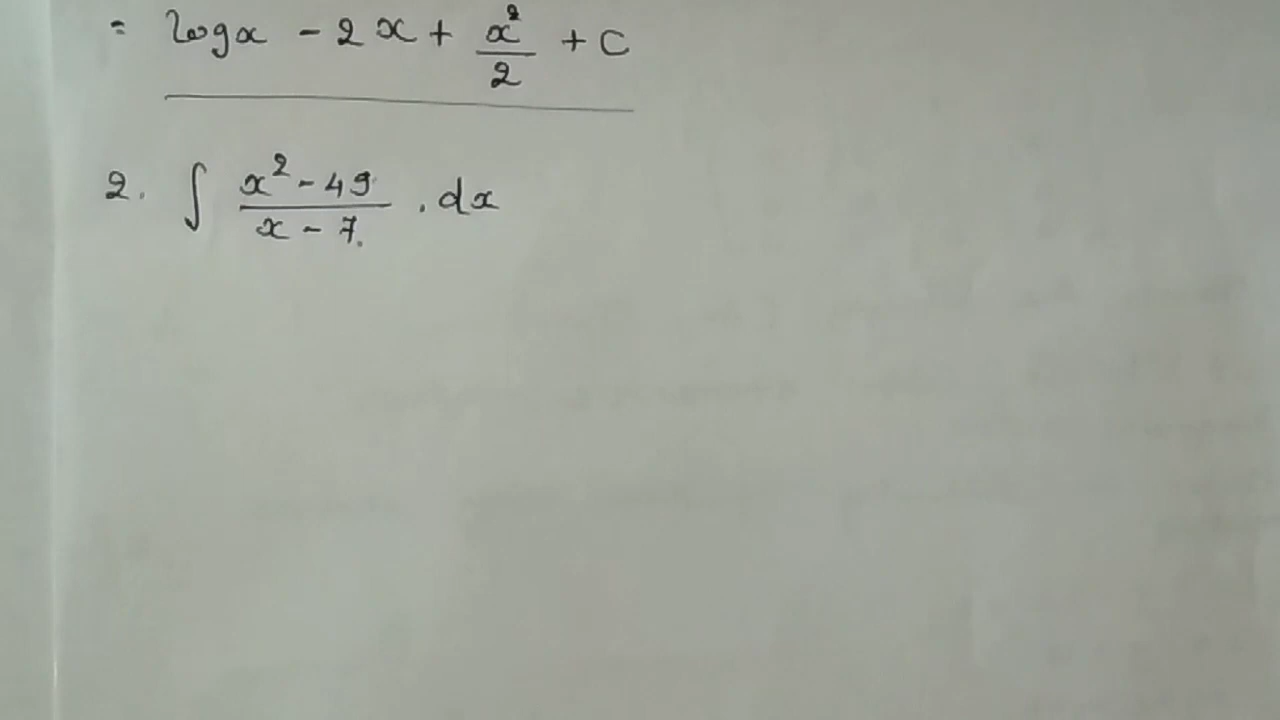 = log x - 2x + x²/2 + C
2. ∫ x² - 49 / x - 7 . dx